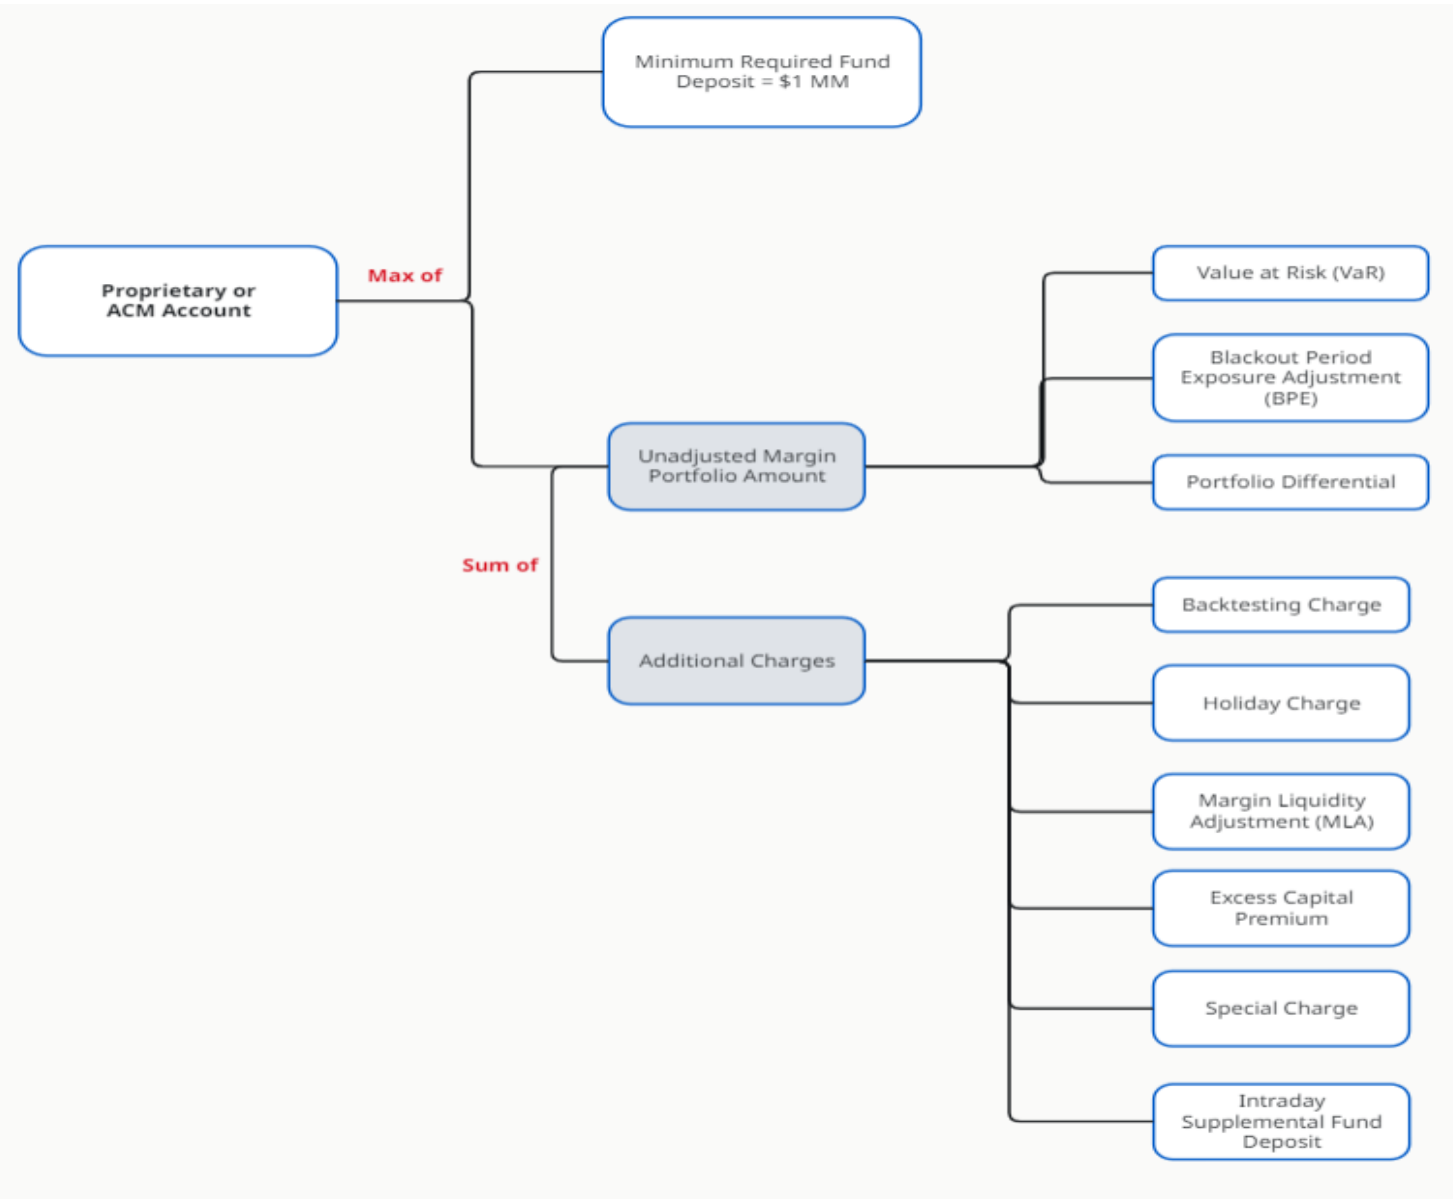 Minimum Required Fund
Deposit = $1 MM
Proprietary or
ACM Account
Max of
Value at Risk (VaR)
Blackout Period
Exposure Adjustment
(BPE)
Unadjusted Margin
Portfolio Amount
Portfolio Differential
Sum of
Additional Charges
Backtesting Charge
Holiday Charge
Margin Liquidity
Adjustment (MLA)
Excess Capital
Premium
Special Charge
Intraday
Supplemental Fund
Deposit